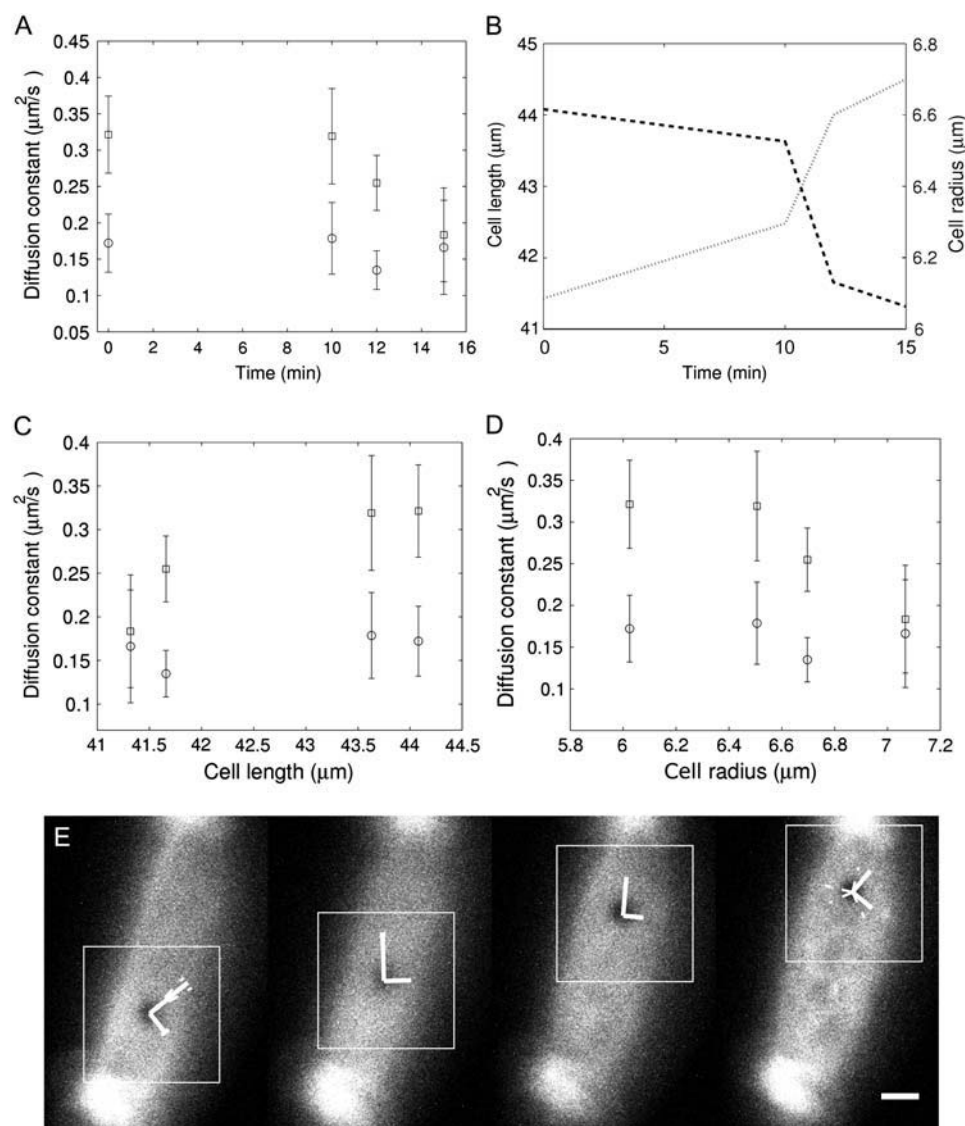 A
0.45
0.4
0.35
0.3
0.25
0.2
0.15
0.1
0.05
Diffusion constant (μm²/s)
0 2 4 6 8 10 12 14 16
Time (min)
B
45
44
43
42
41
Cell length (μm)
6.8
6.6
6.4
6.2
6
Cell radius (μm)
0 5 10 15
Time (min)
C
0.4
0.35
0.3
0.25
0.2
0.15
0.1
Diffusion constant (μm²/s)
41 41.5 42 42.5 43 43.5 44 44.5
Cell length (μm)
D
0.4
0.35
0.3
0.25
0.2
0.15
0.1
Diffusion constant (μm²/s)
5.8 6 6.2 6.4 6.6 6.8 7 7.2
Cell radius (μm)
E